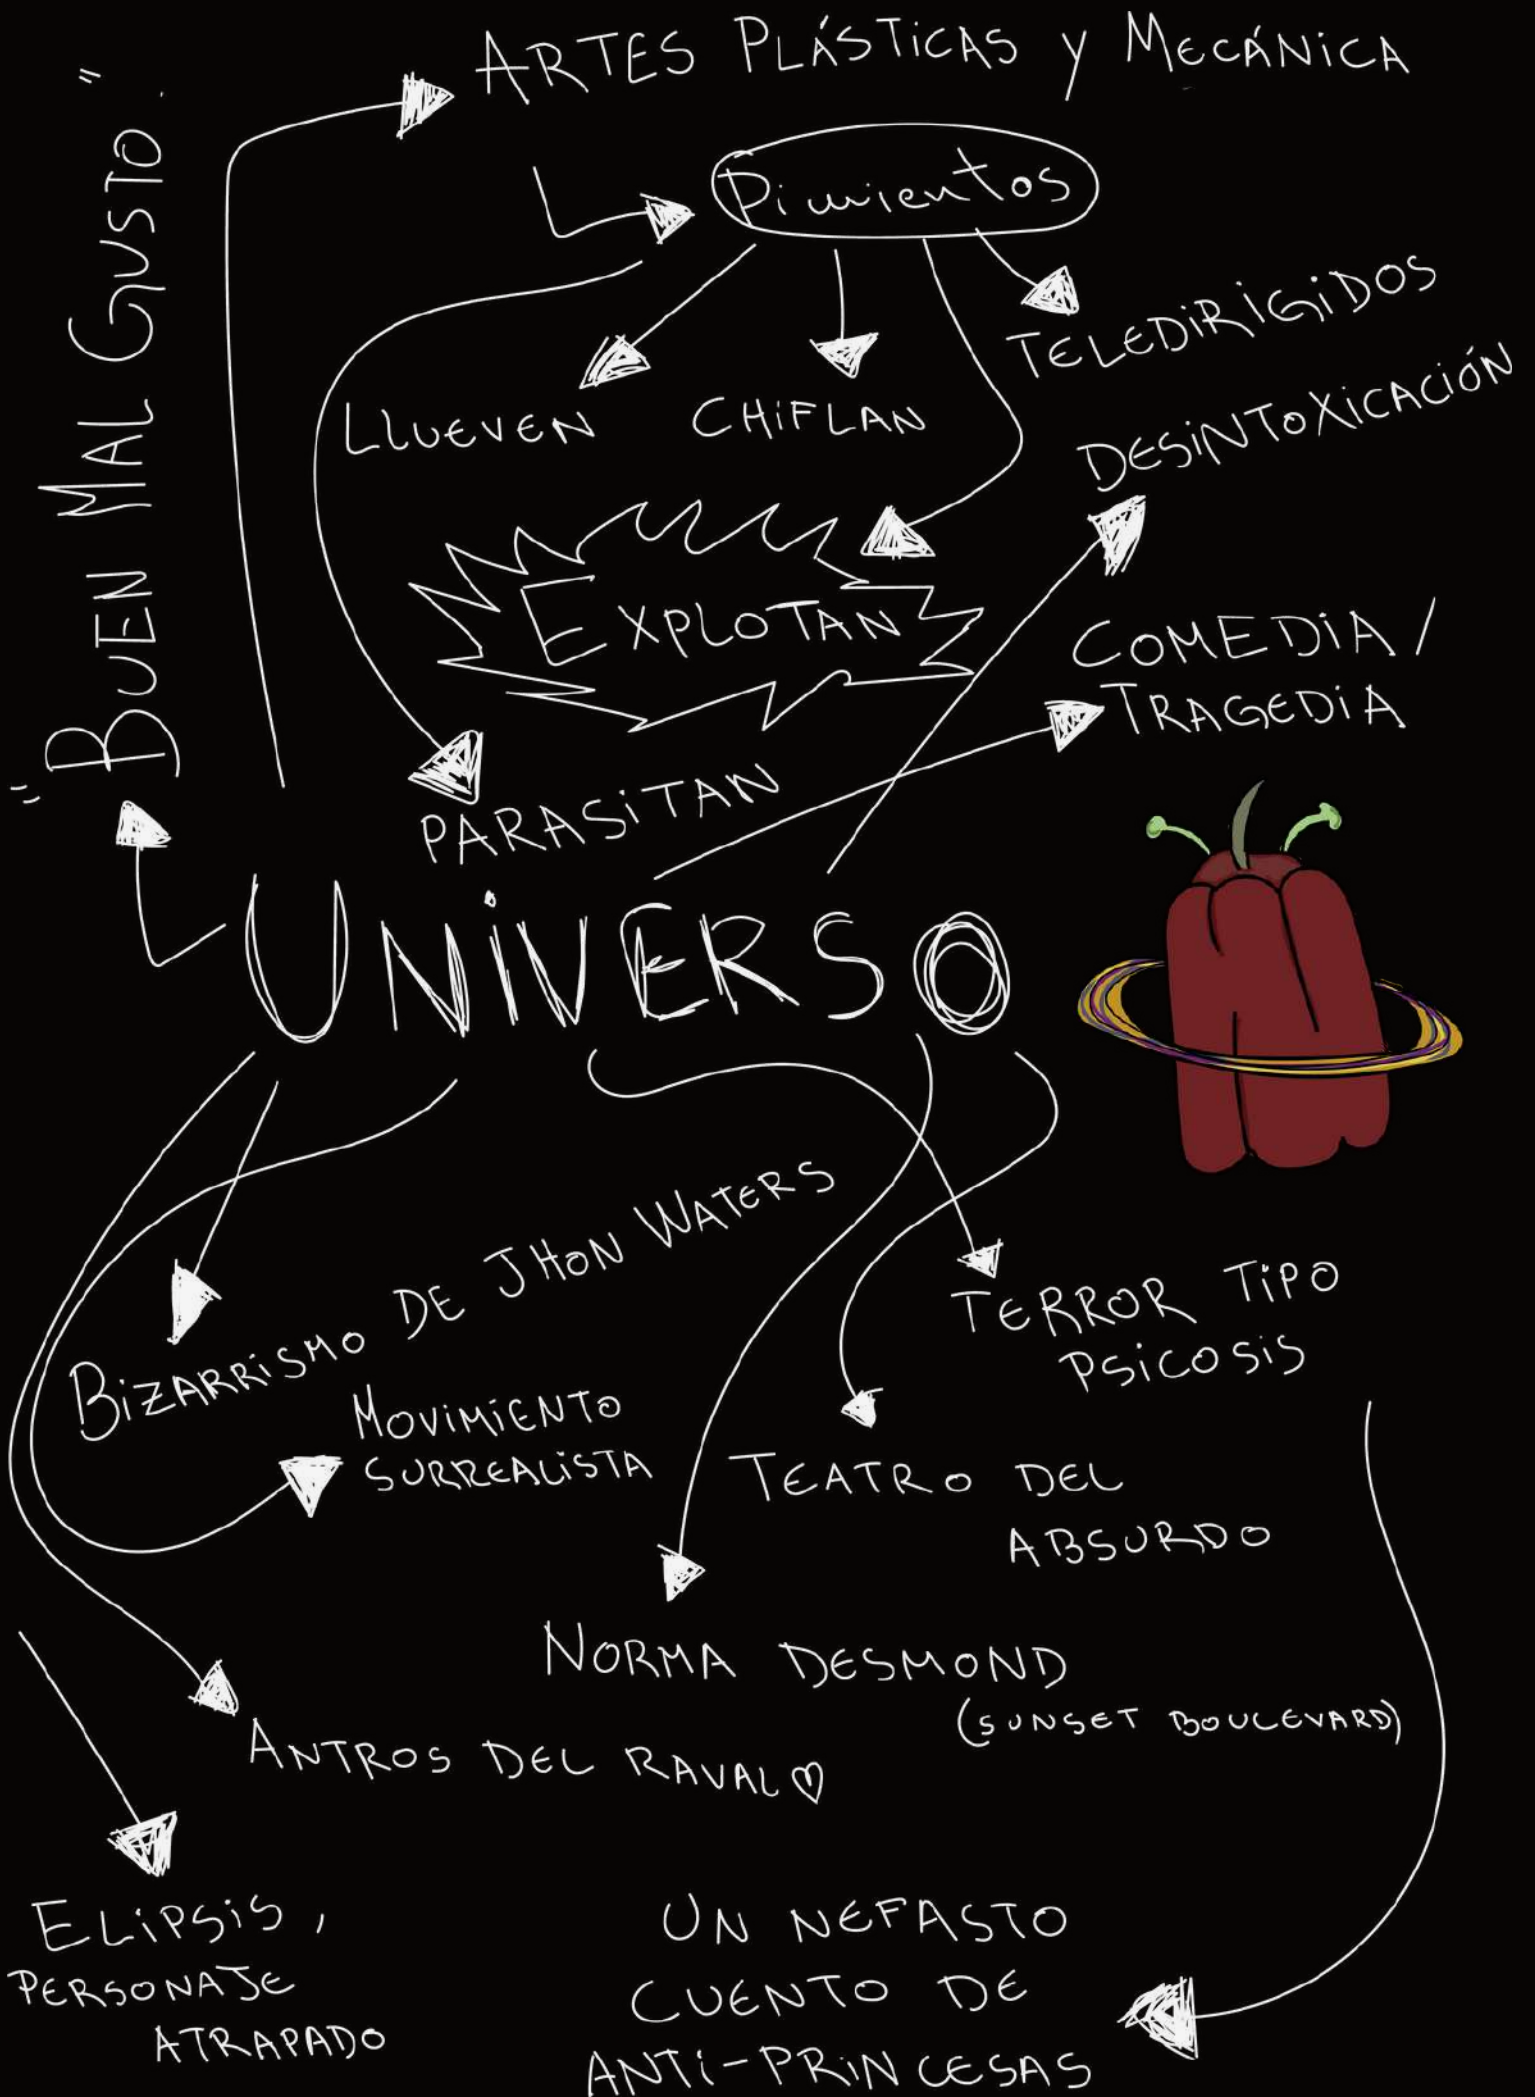 ARTES PLÁSTiCAS y MECÁNiCA
"BUEN MAL GUSTO."
Pimientos
TELEDiRiGiDOS
LLUEVEN
CHiFLAN
DESiNTOXiCACiÓN
EXPLOTAN
COMEDiA /
TRAGEDiA
PARASiTAN
UNiVERSO
BiZARRiSMO DE JHON WATERS
TERROR TiPO
PSiCOSiS
MOViMiENTO
SURREALiSTA
TEATRO DEL
ABSURDO
NORMA DESMOND
(SUNSET BOULEVARD)
ANTROS DEL RAVAL ♡
ELiPSiS,
PERSONAJE
ATRAPADO
UN NEFASTO
CUENTO DE
ANTi-PRiNCESAS